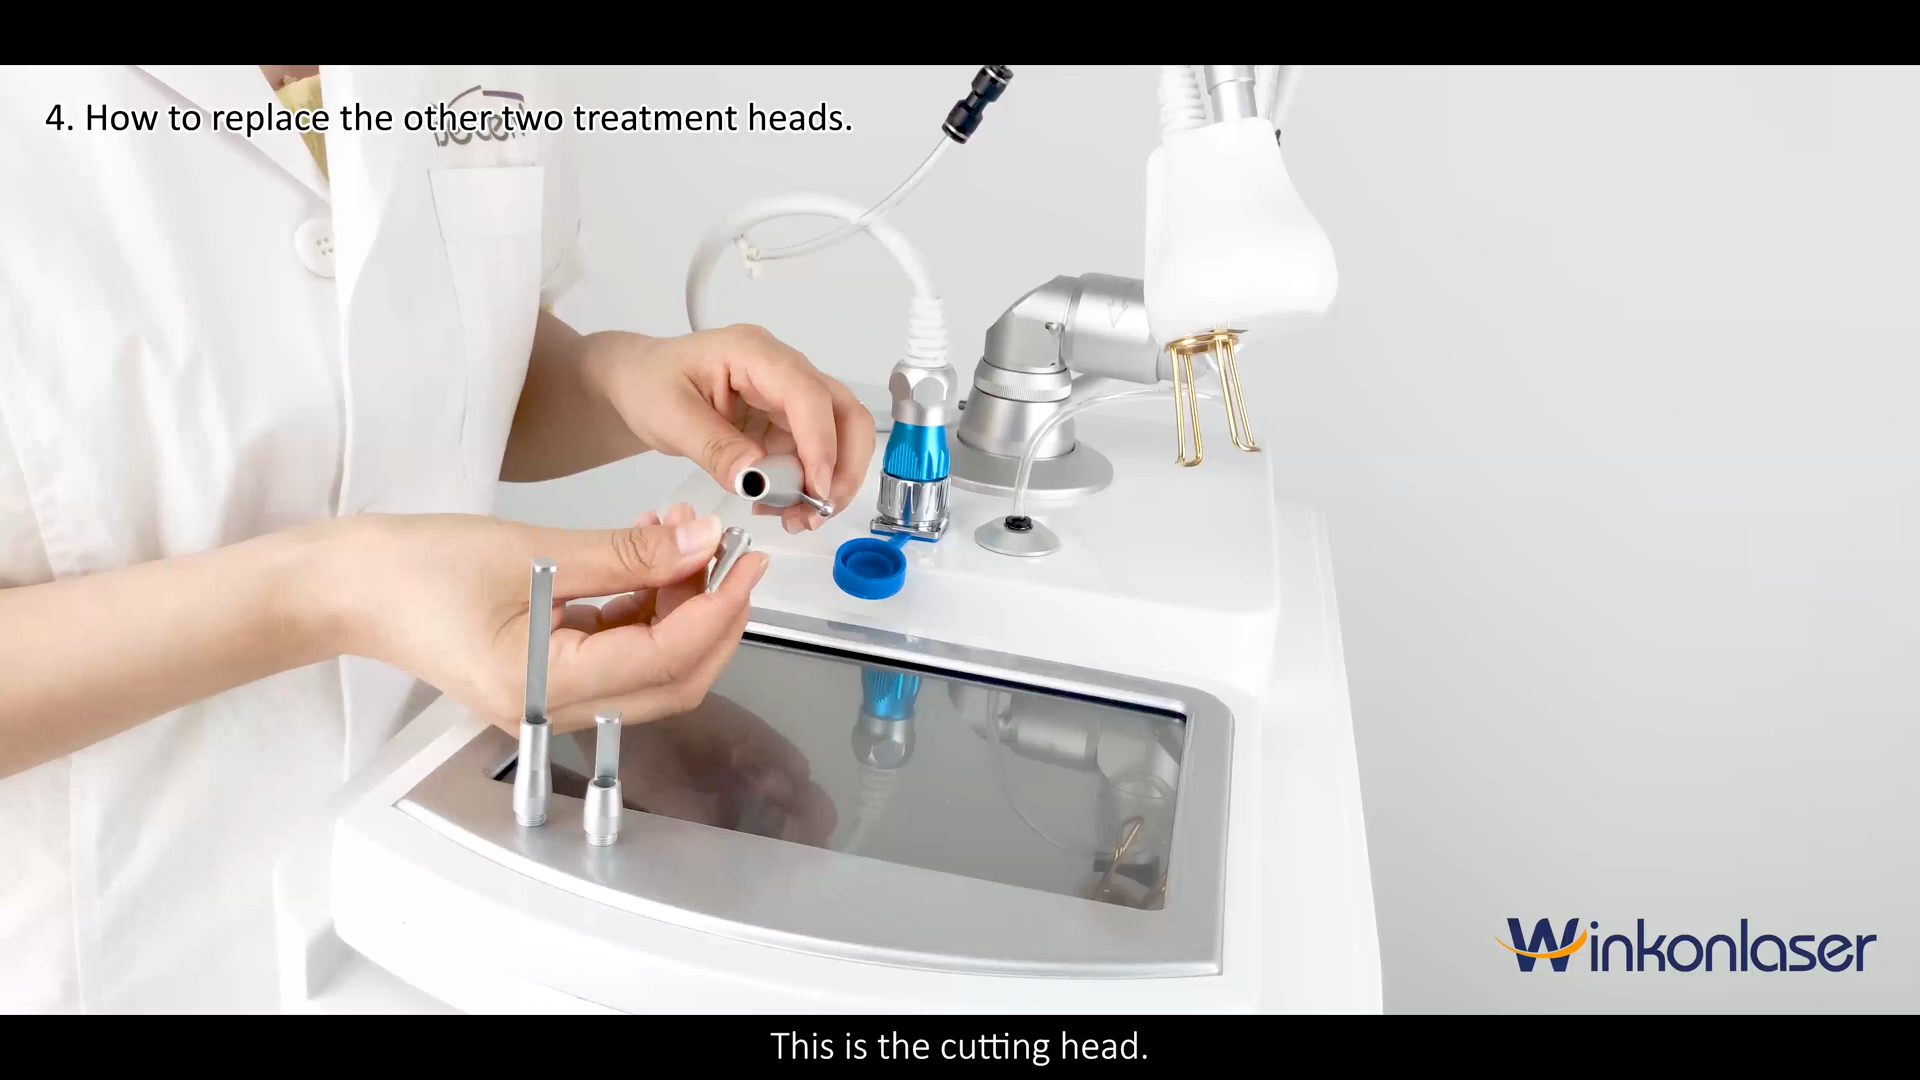 4. How to replace the other two treatment heads.
Winkonlaser
This is the cutting head.